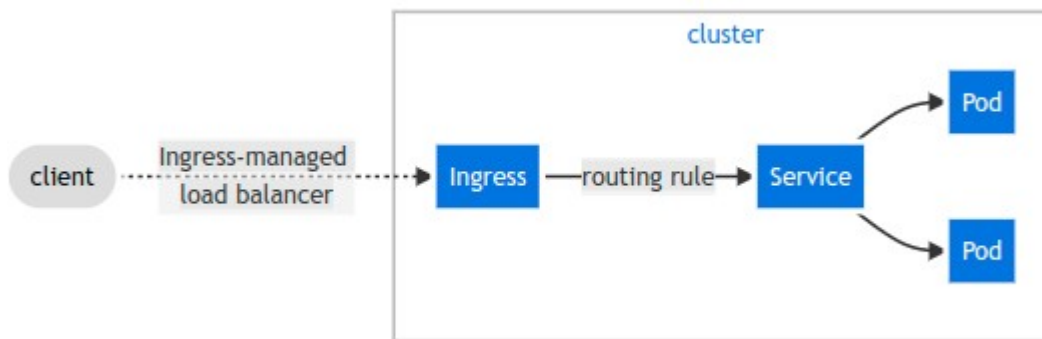 cluster
client
Ingress-managed
load balancer
Ingress
routing rule
Service
Pod
Pod